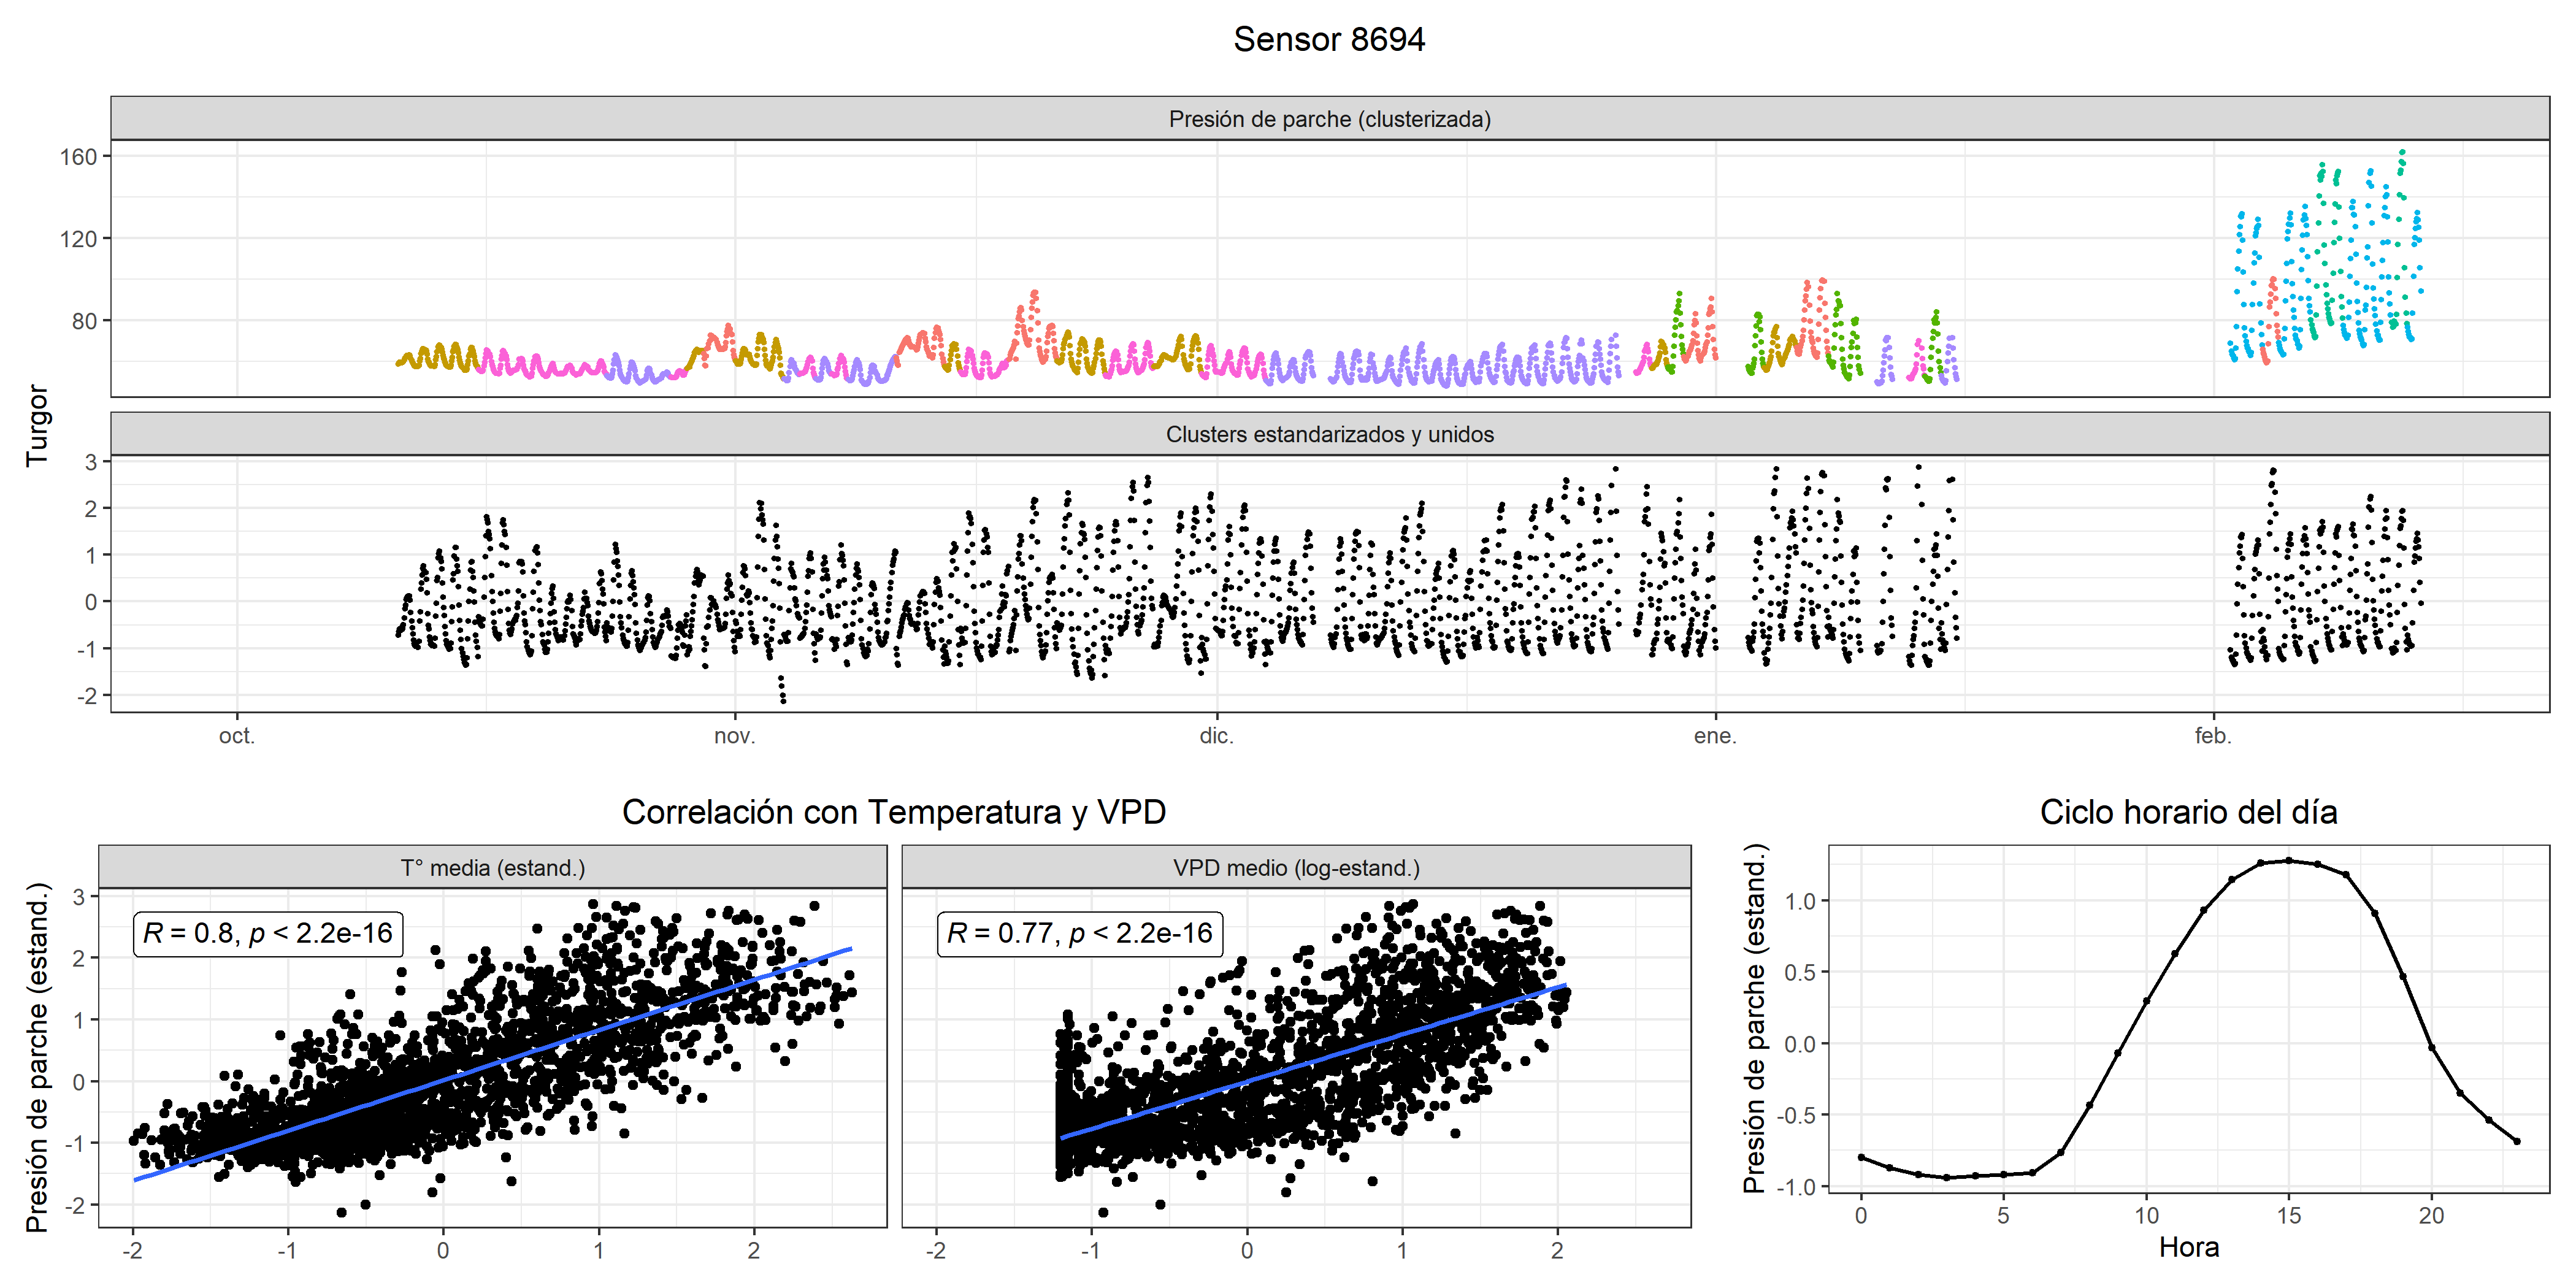 Sensor 8694
Presión de parche (clusterizada)
160
120
80
Turgor
Clusters estandarizados y unidos
3
2
1
0
-1
-2
oct.
nov.
dic.
ene.
feb.
Correlación con Temperatura y VPD
T° media (estand.)
VPD medio (log-estand.)
Presión de parche (estand.)
3
2
1
0
-1
-2
R = 0.8, p < 2.2e-16
R = 0.77, p < 2.2e-16
-2
-1
0
1
2
-2
-1
0
1
2
Ciclo horario del día
Presión de parche (estand.)
1.0
0.5
0.0
-0.5
-1.0
0
5
10
15
20
Hora